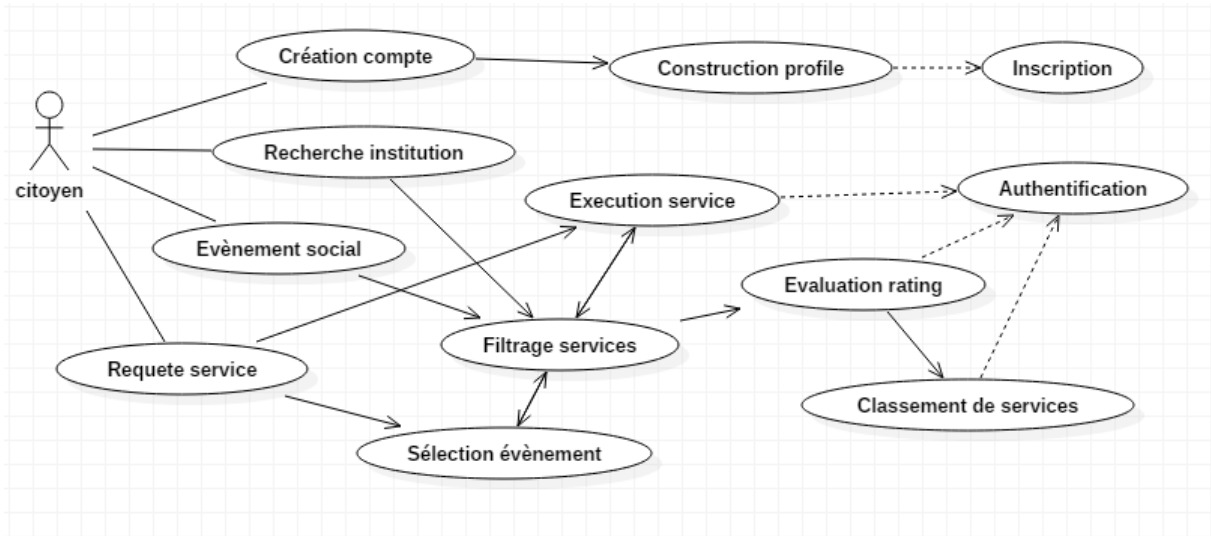 Création compte
Construction profile
Inscription
Recherche institution
citoyen
Execution service
Authentification
Evènement social
Evaluation rating
Filtrage services
Requete service
Classement de services
Sélection évènement